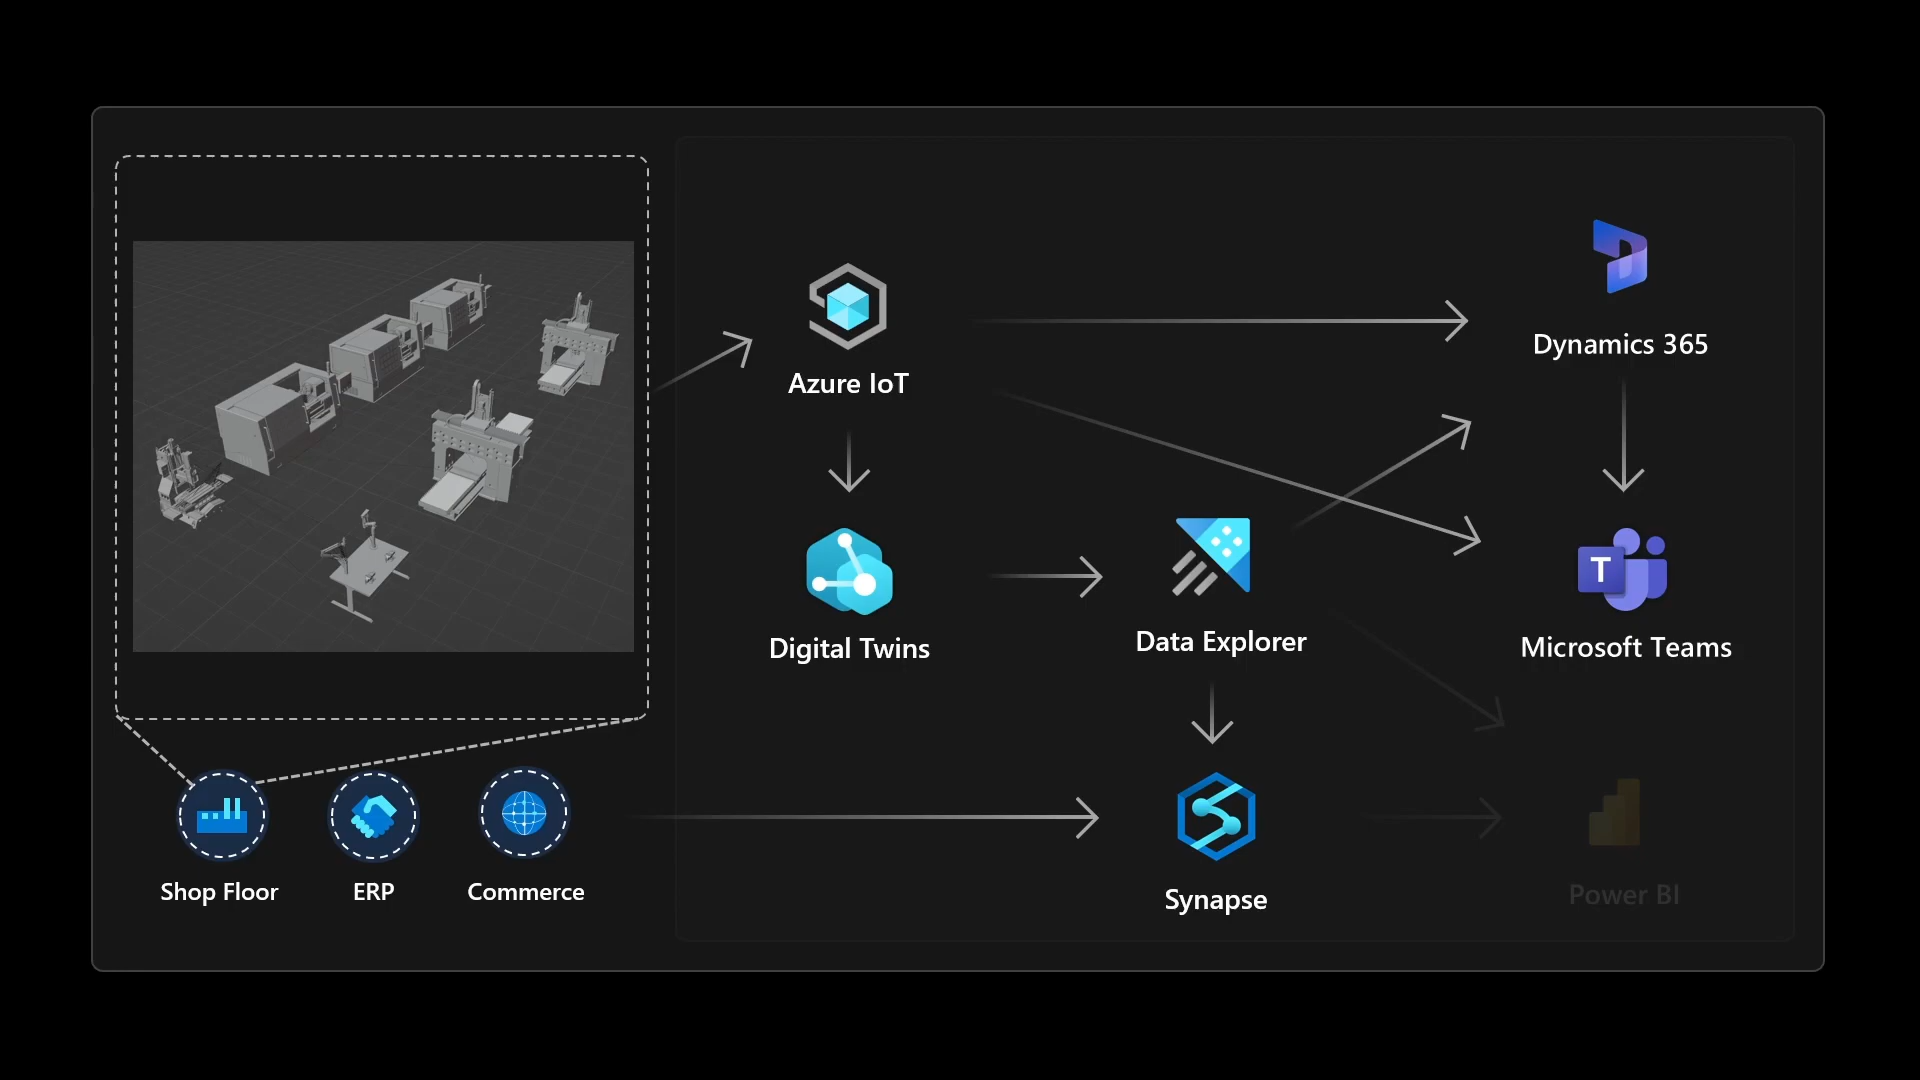 Azure IoT
Dynamics 365
Digital Twins
Data Explorer
T
Microsoft Teams
Shop Floor
ERP
Commerce
Synapse
Power BI